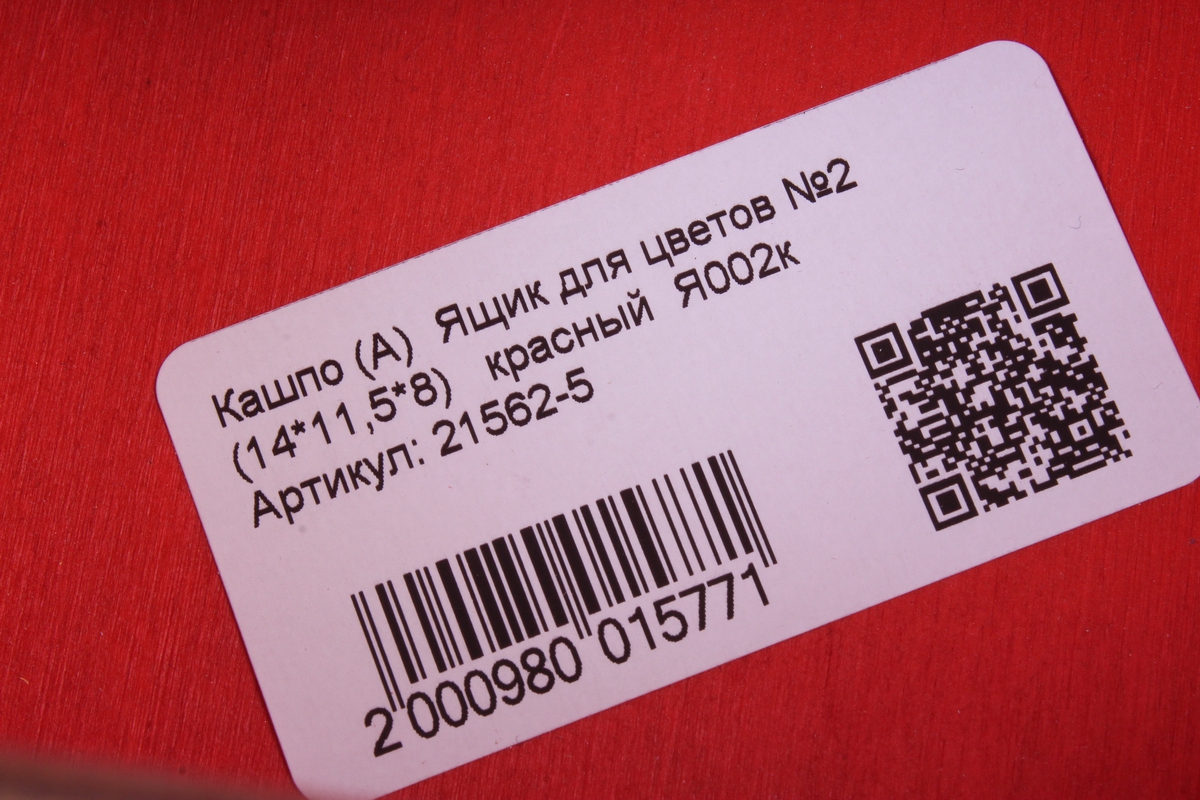 Кашпо (А)  Ящик для цветов №2
(14*11,5*8)  красный  Я002к
Артикул: 21562-5
2 000980 015771